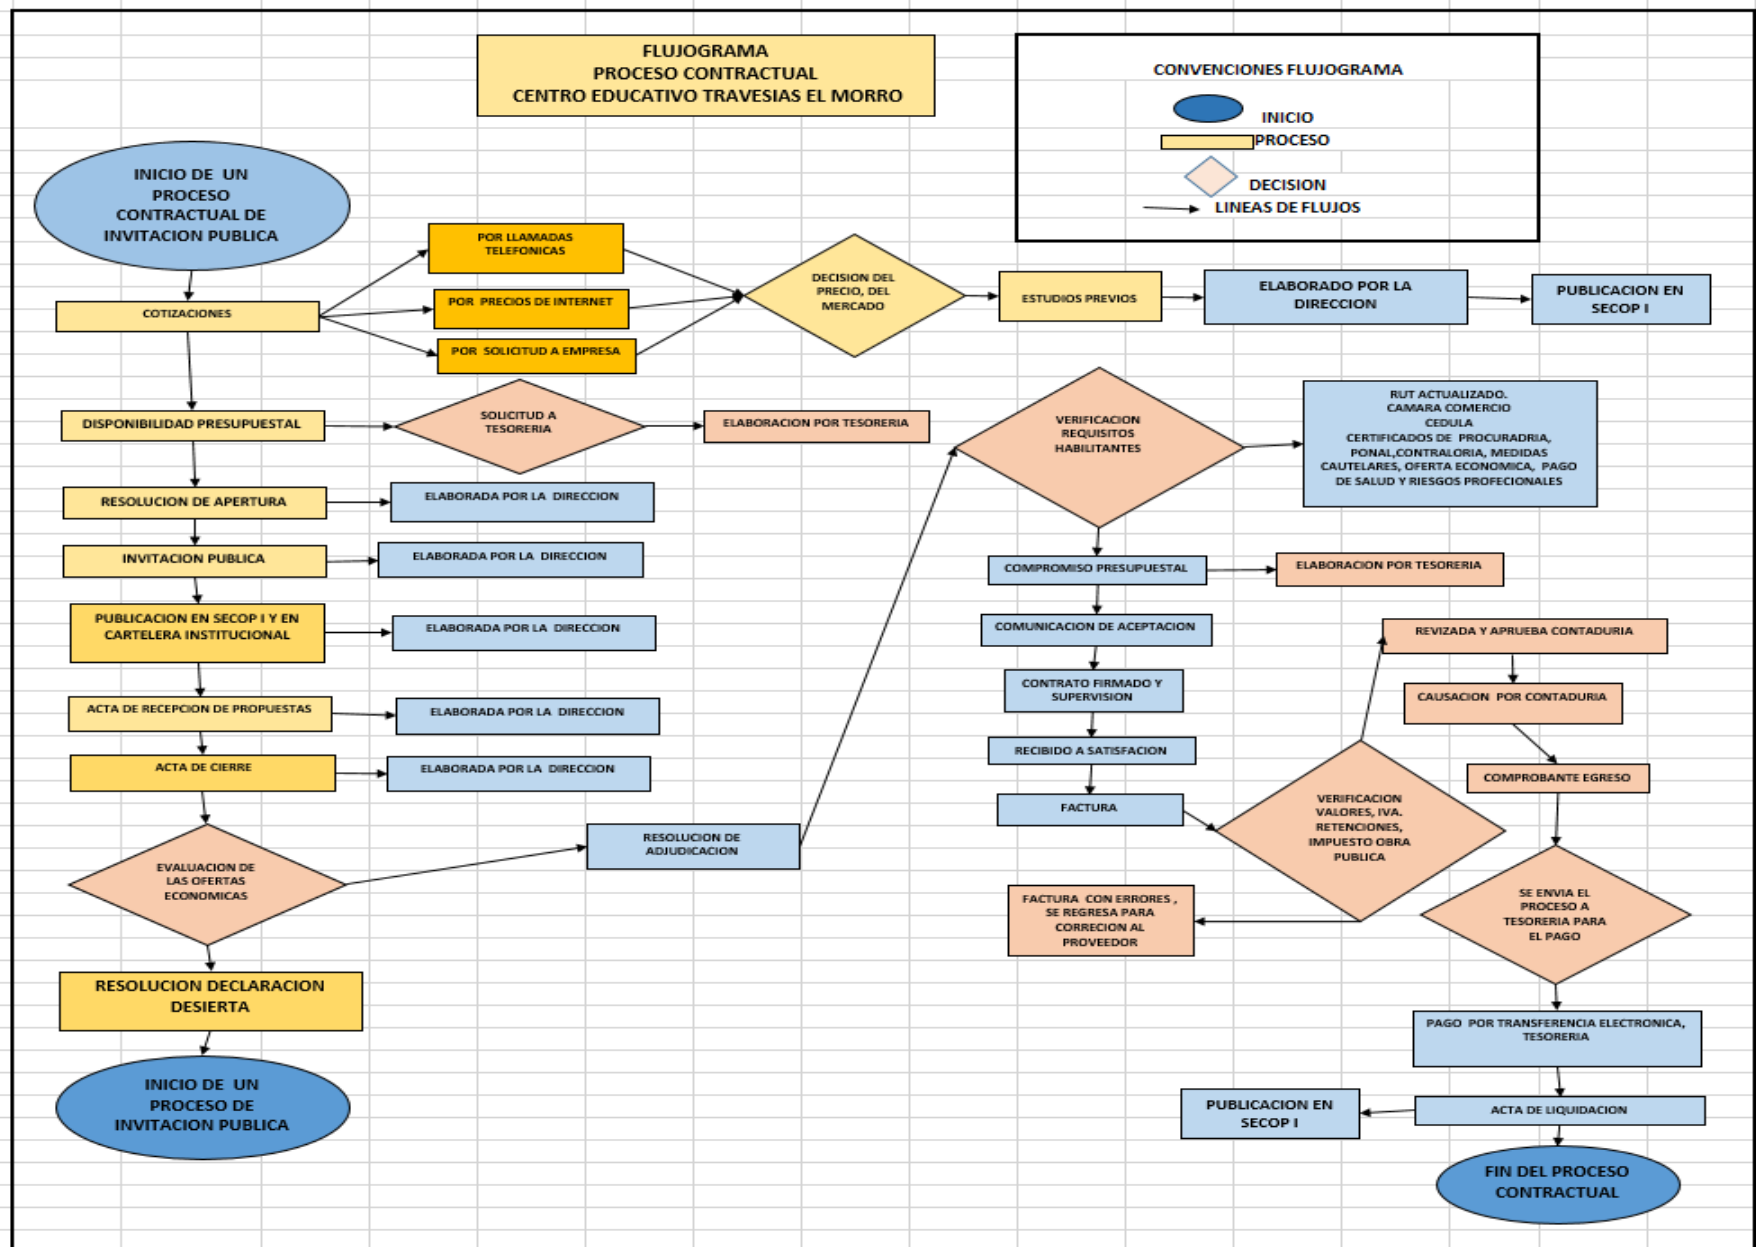 FLUJOGRAMA
PROCESO CONTRACTUAL
CENTRO EDUCATIVO TRAVESIAS EL MORRO
CONVENCIONES FLUJOGRAMA
INICIO
PROCESO
DECISION
LINEAS DE FLUJOS
INICIO DE UN
PROCESO
CONTRACTUAL DE
INVITACION PUBLICA
COTIZACIONES
POR LLAMADAS
TELEFONICAS
POR PRECIOS DE INTERNET
POR SOLICITUD A EMPRESA
DECISION DEL
PRECIO, DEL
MERCADO
ESTUDIOS PREVIOS
ELABORADO POR LA
DIRECCION
PUBLICACION EN
SECOP I
DISPONIBILIDAD PRESUPUESTAL
SOLICITUD A
TESORERIA
ELABORACION POR TESORERIA
RESOLUCION DE APERTURA
ELABORADA POR LA DIRECCION
INVITACION PUBLICA
ELABORADA POR LA DIRECCION
PUBLICACION EN SECOP I Y EN
CARTELERA INSTITUCIONAL
ELABORADA POR LA DIRECCION
ACTA DE RECEPCION DE PROPUESTAS
ELABORADA POR LA DIRECCION
ACTA DE CIERRE
ELABORADA POR LA DIRECCION
EVALUACION DE
LAS OFERTAS
ECONOMICAS
RESOLUCION DE
ADJUDICACION
RESOLUCION DECLARACION
DESIERTA
INICIO DE UN
PROCESO DE
INVITACION PUBLICA
VERIFICACION
REQUISITOS
HABILITANTES
RUT ACTUALIZADO.
CAMARA COMERCIO
CEDULA
CERTIFICADOS DE PROCURADRIA,
PONAL,CONTRALORIA, MEDIDAS
CAUTELARES, OFERTA ECONOMICA, PAGO
DE SALUD Y RIESGOS PROFECIONALES
COMPROMISO PRESUPUESTAL
ELABORACION POR TESORERIA
COMUNICACION DE ACEPTACION
CONTRATO FIRMADO Y
SUPERVISION
RECIBIDO A SATISFACION
FACTURA
VERIFICACION
VALORES, IVA.
RETENCIONES,
IMPUESTO OBRA
PUBLICA
FACTURA CON ERRORES ,
SE REGRESA PARA
CORRECION AL
PROVEEDOR
REVIZADA Y APRUEBA CONTADURIA
CAUSACION POR CONTADURIA
COMPROBANTE EGRESO
SE ENVIA EL
PROCESO A
TESORERIA PARA
EL PAGO
PAGO POR TRANSFERENCIA ELECTRONICA,
TESORERIA
ACTA DE LIQUIDACION
PUBLICACION EN
SECOP I
FIN DEL PROCESO
CONTRACTUAL